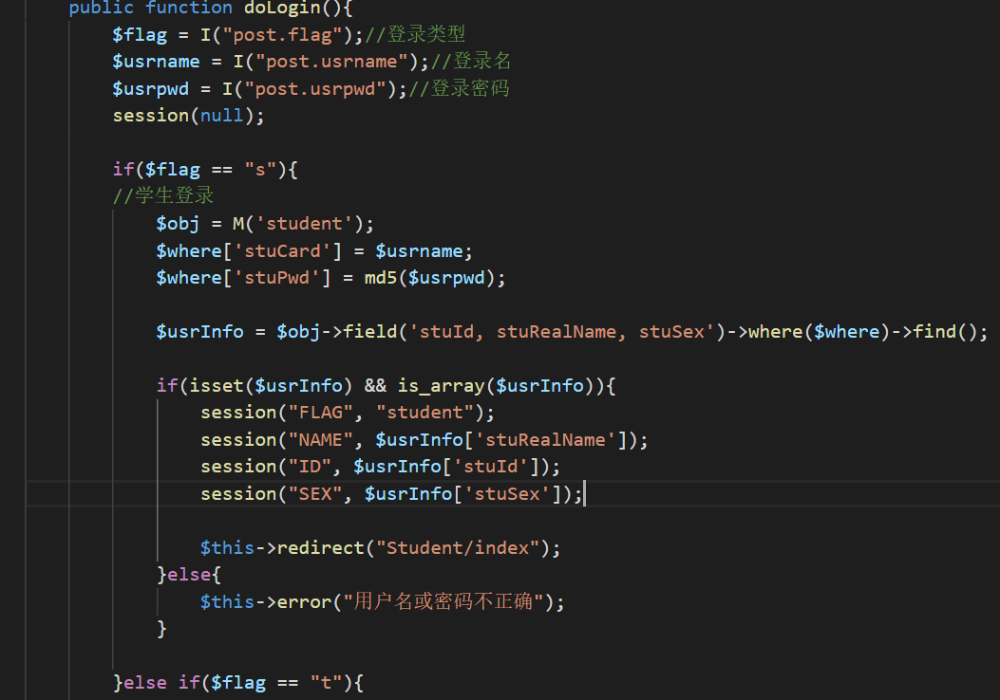 public function doLogin(){
$flag = I("post.flag");//登录类型
$usrname = I("post.usrname");//登录名
$usrpwd = I("post.usrpwd");//登录密码
session(null);
if($flag == "s"){
//学生登录
$obj = M('student');
$where['stuCard'] = $usrname;
$where['stuPwd'] = md5($usrpwd);
$usrInfo = $obj->field('stuId, stuRealName, stuSex')->where($where)->find();
if(isset($usrInfo) && is_array($usrInfo)){
session("FLAG", "student");
session("NAME", $usrInfo['stuRealName']);
session("ID", $usrInfo['stuId']);
session("SEX", $usrInfo['stuSex']);
$this->redirect("Student/index");
}else{
$this->error("用户名或密码不正确");
}
}else if($flag == "t"){